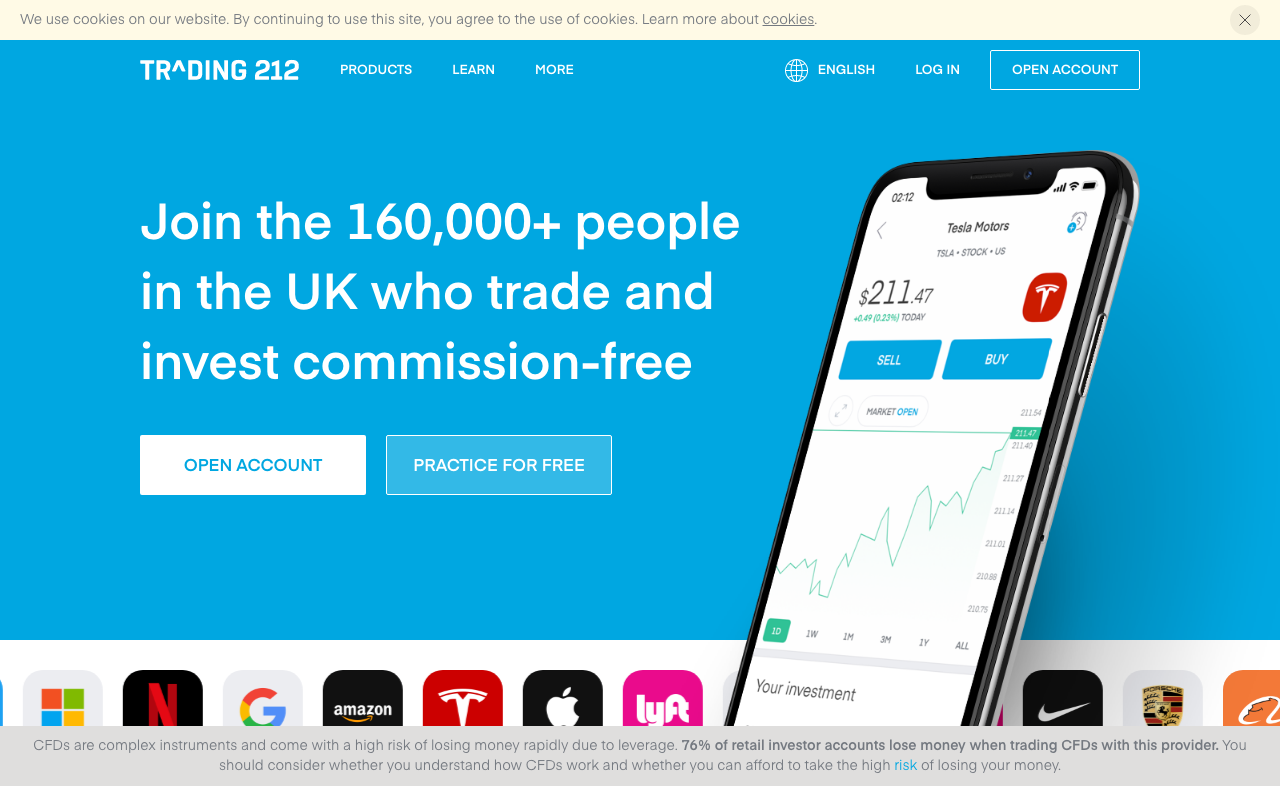 We use cookies on our website. By continuing to use this site, you agree to the use of cookies. Learn more about cookies.
TRADING 212
PRODUCTS
LEARN
MORE
ENGLISH
LOG IN
OPEN ACCOUNT
Join the 160,000+ people
in the UK who trade and
invest commission-free
OPEN ACCOUNT
PRACTICE FOR FREE
02:12
Tesla Motors
TSLA • STOCK • US
$211.47
+0.49 (0.23%) TODAY
SELL
BUY
MARKET OPEN
211.54
211.47
211.40
211.27
211.14
211.01
210.88
210.75
1D
1W
1M
3M
1Y
ALL
Your investment
amazon
lyft
PORSCHE
CFDs are complex instruments and come with a high risk of losing money rapidly due to leverage. 76% of retail investor accounts lose money when trading CFDs with this provider. You
should consider whether you understand how CFDs work and whether you can afford to take the high risk of losing your money.